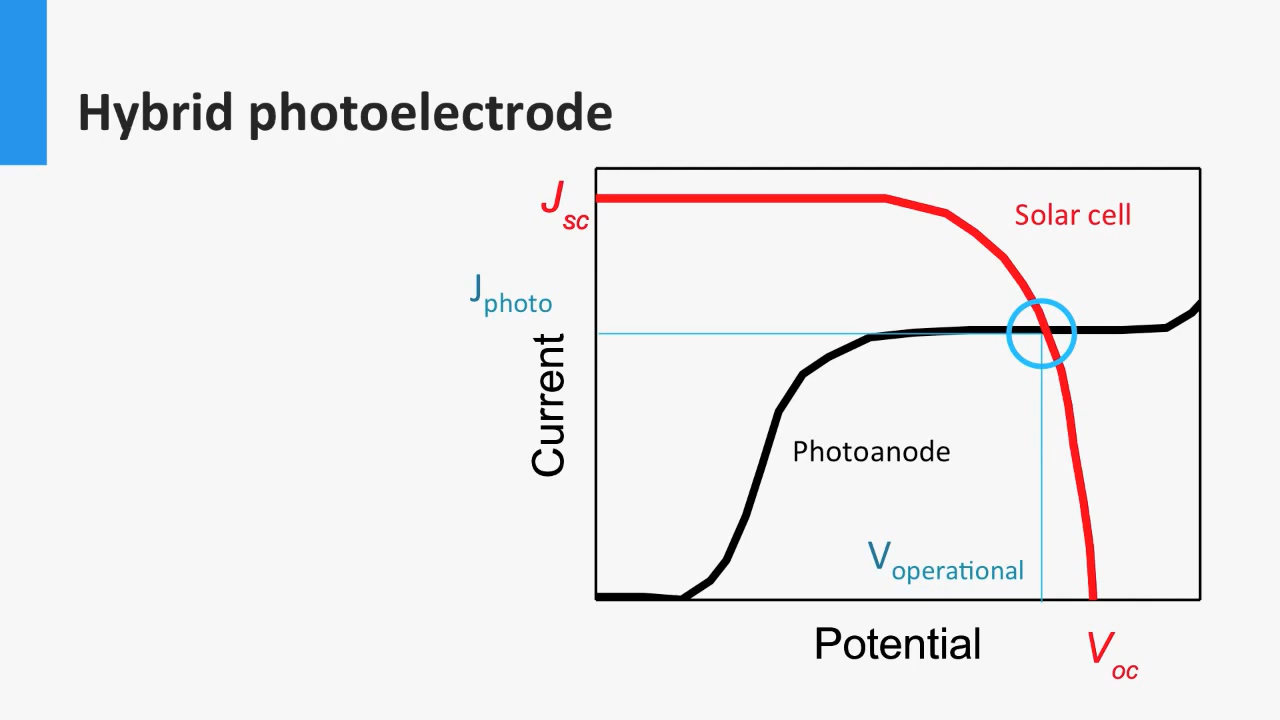 Hybrid photoelectrode
Jsc
Solar cell
Jphoto
Current
Photoanode
Voperational
Potential
Voc